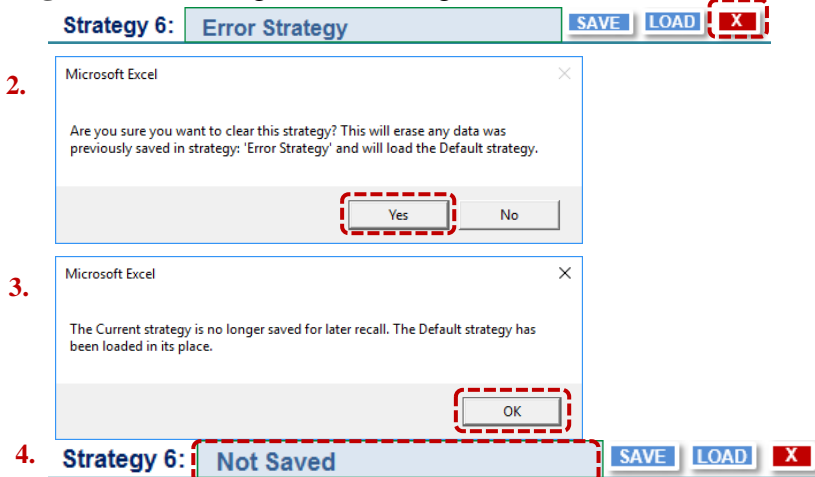 Strategy 6: Error Strategy SAVE LOAD X
2.
Microsoft Excel
Are you sure you want to clear this strategy? This will erase any data was
previously saved in strategy: 'Error Strategy' and will load the Default strategy.
Yes No
3.
Microsoft Excel
The Current strategy is no longer saved for later recall. The Default strategy has
been loaded in its place.
OK
4. Strategy 6: Not Saved SAVE LOAD X